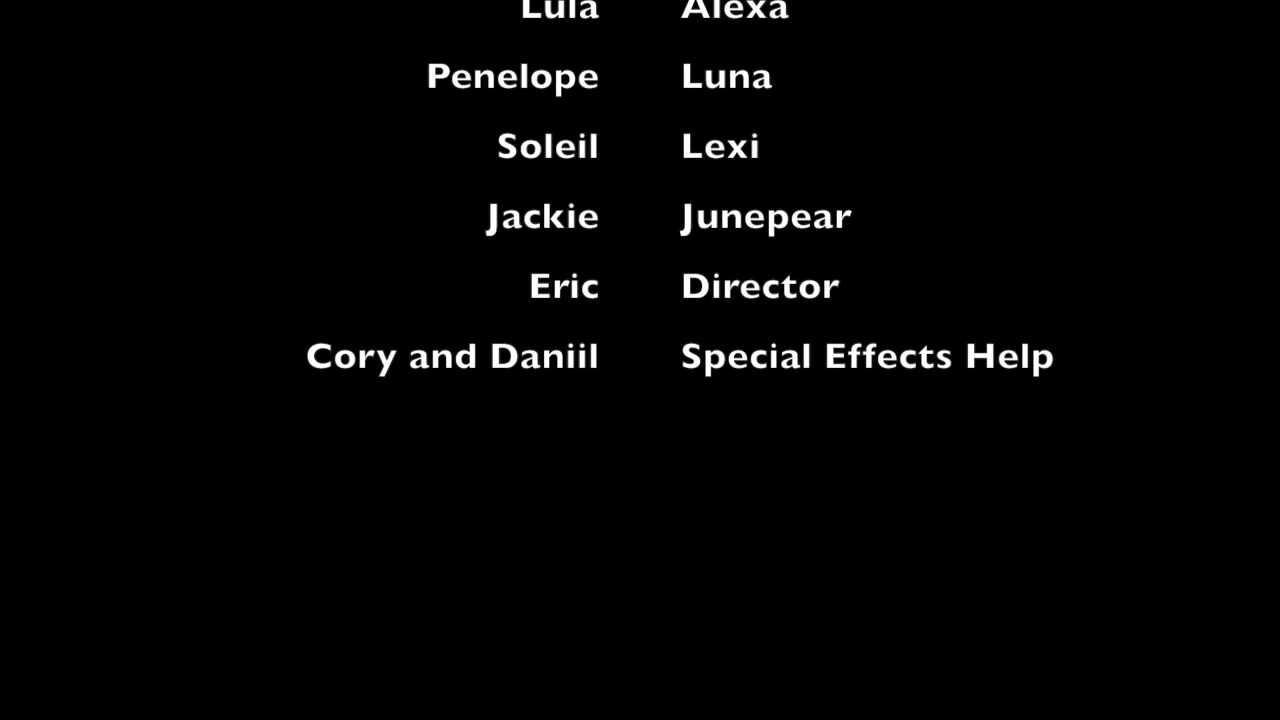 Lula Alexa
Penelope Luna
Soleil Lexi
Jackie Junepear
Eric Director
Cory and Daniil Special Effects Help